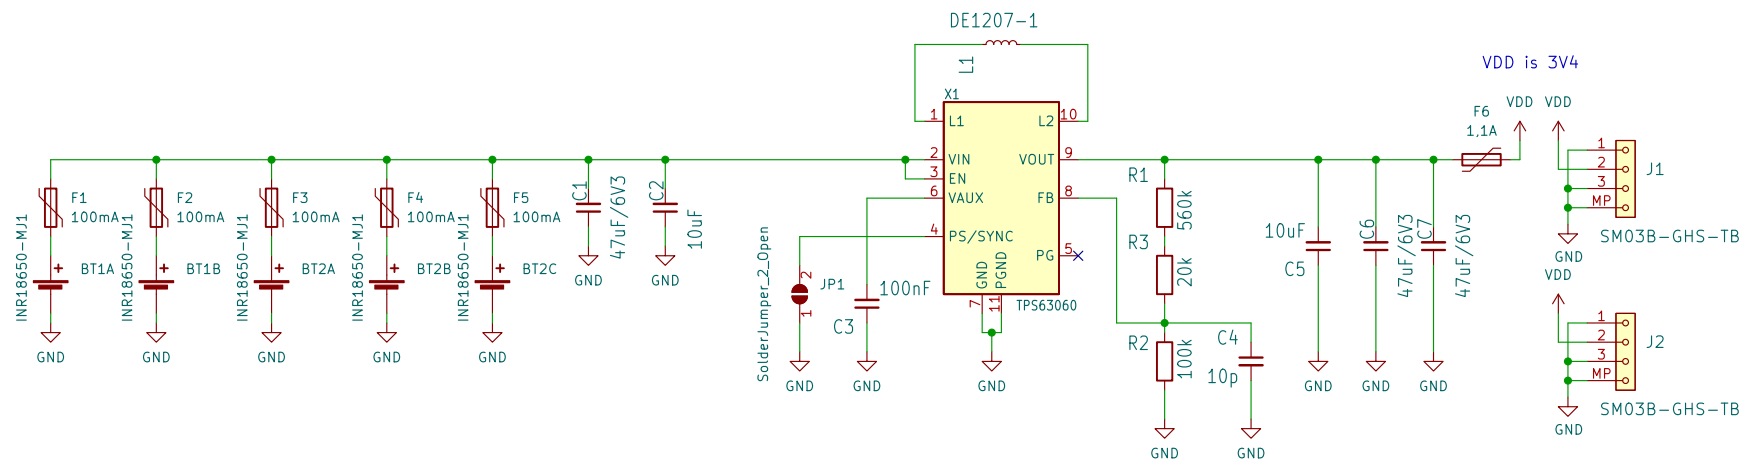 DE1207-1
L1
VDD is 3V4
X1
1
L1
L2
10
2
VIN
VOUT
9
3
EN
6
VAUX
FB
8
4
PS/SYNC
PG
5
GND
PGND
7
11
TPS63060
F1
100mA
INR18650-MJ1
+
BT1A
GND
F2
100mA
INR18650-MJ1
+
BT1B
GND
F3
100mA
INR18650-MJ1
+
BT2A
GND
F4
100mA
INR18650-MJ1
+
BT2B
GND
F5
100mA
INR18650-MJ1
+
BT2C
GND
C1
47uF/6V3
GND
C2
10uF
GND
SolderJumper_2_Open
2
JP1
1
GND
100nF
C3
GND
GND
R1
560k
R3
20k
R2
100k
GND
C4
10p
GND
10uF
C5
GND
C6
47uF/6V3
GND
C7
47uF/6V3
GND
F6
1,1A
VDD
VDD
1
2
3
MP
J1
SM03B-GHS-TB
GND
VDD
1
2
3
MP
J2
SM03B-GHS-TB
GND